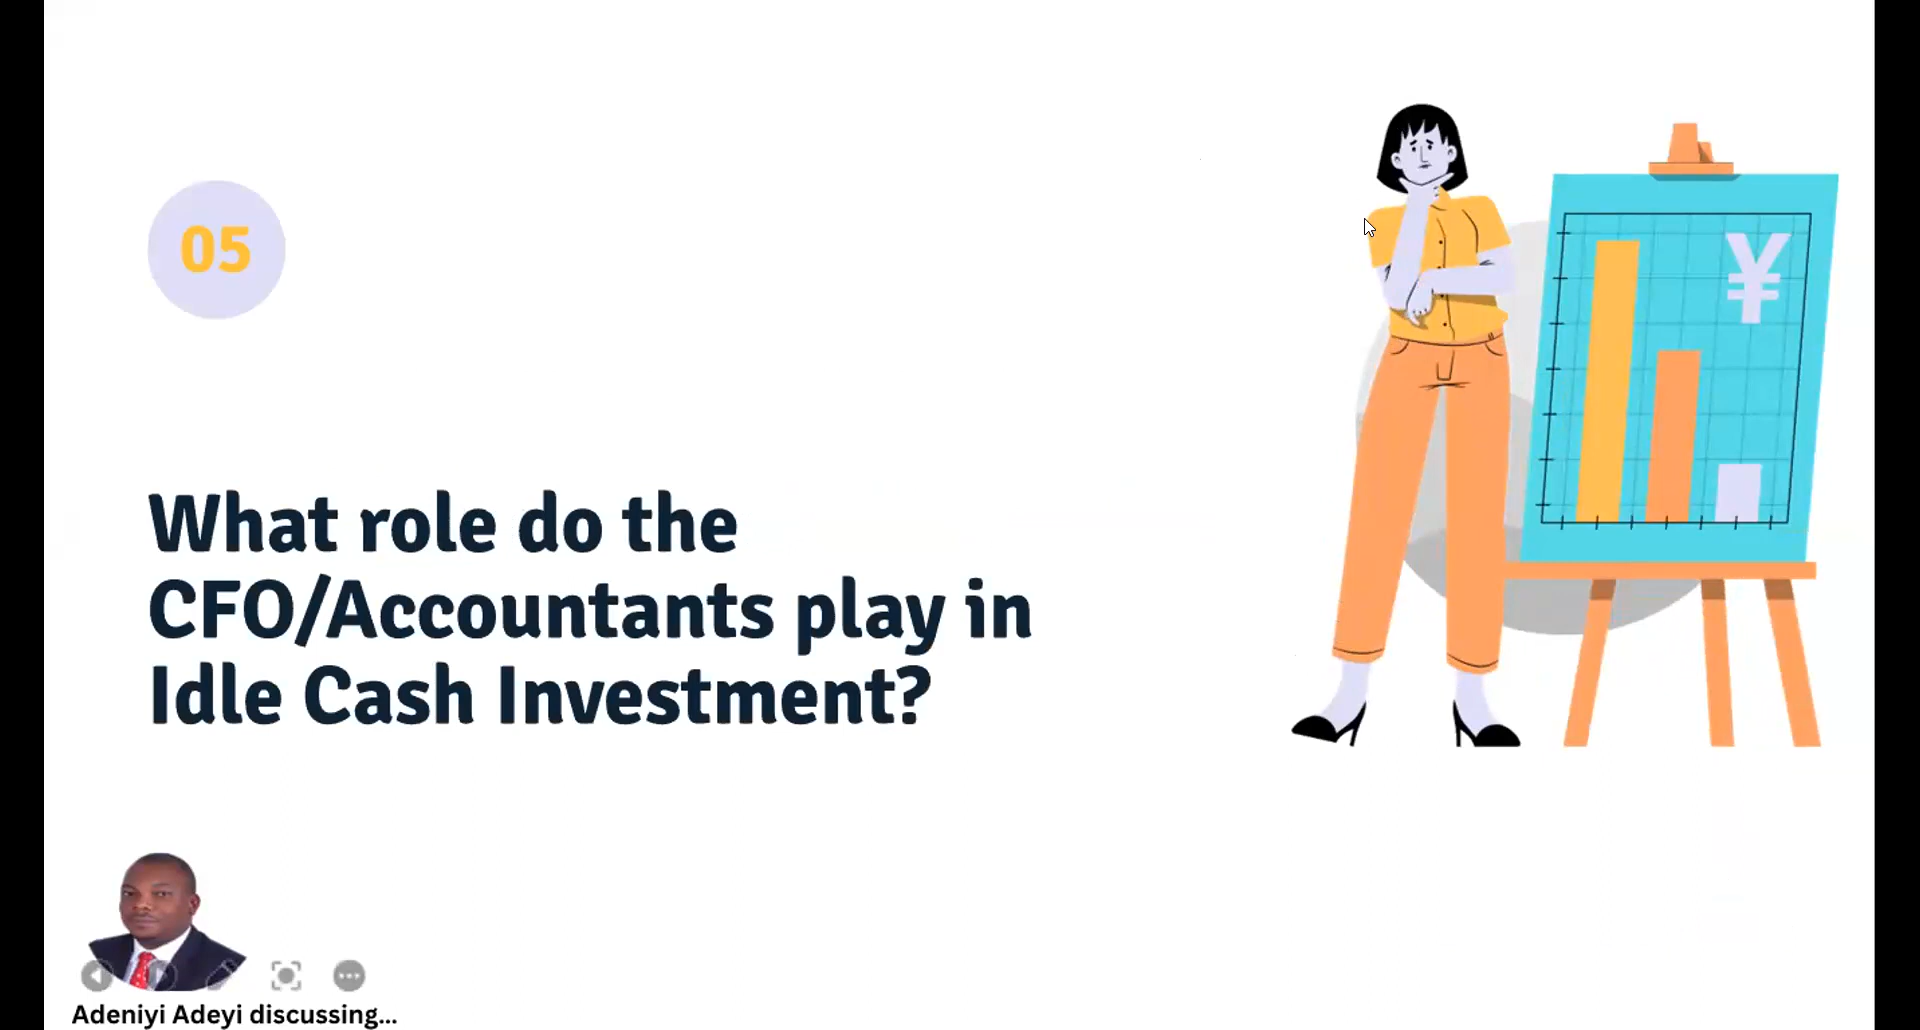 05
¥
What role do the
CFO/Accountants play in
Idle Cash Investment?
Adeniyi Adeyi discussing...